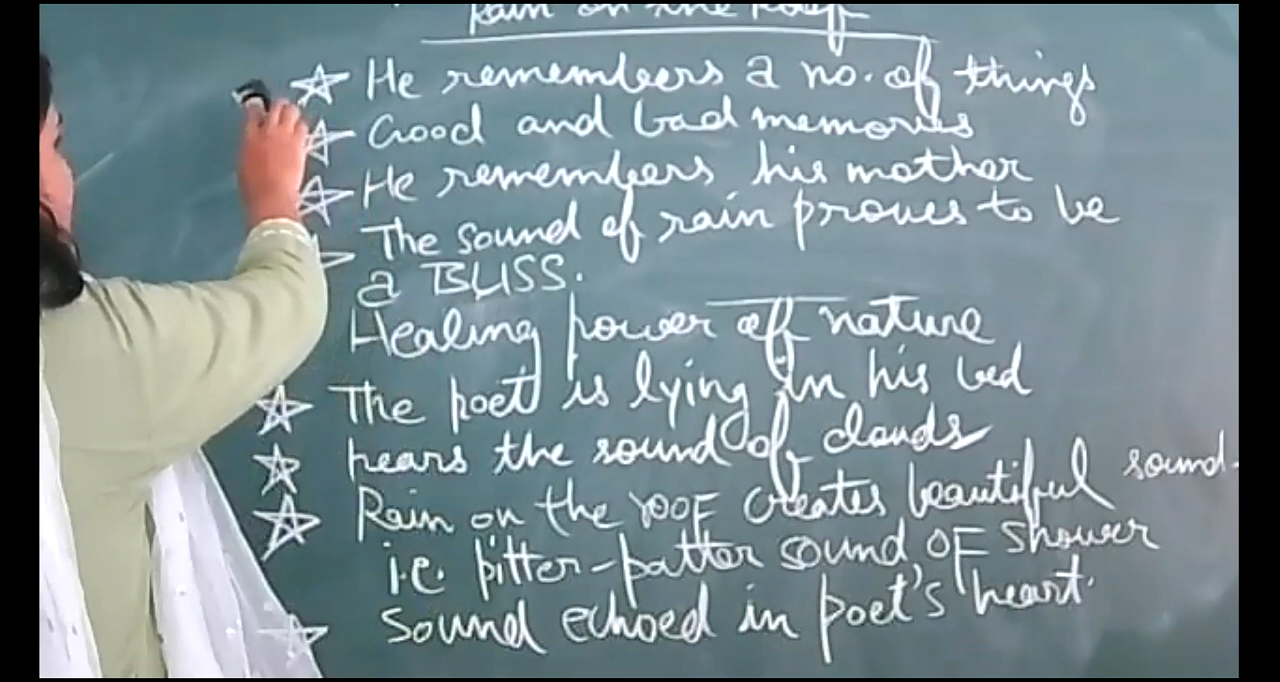 Rain on the Roof
He remembers a no. of things
Good and bad memories
He remembers his mother
The sound of rain proves to be
a BLISS.
Healing power of nature
The poet is lying in his bed
hears the sound of clouds
Rain on the roof creates beautiful sound.
i.e. pitter-patter sound, of shower
Sound echoed in poet's heart.